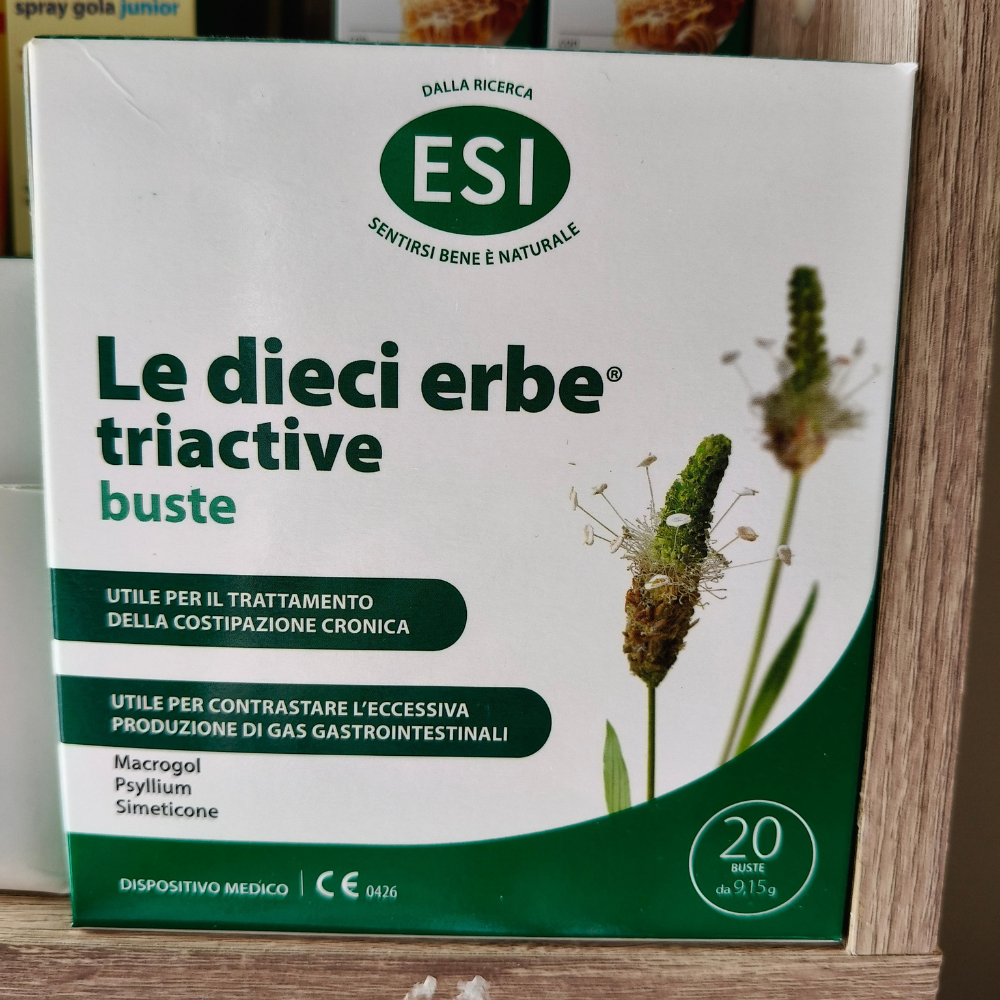 spray gola junior
DALLA RICERCA
ESI
SENTIRSI BENE È NATURALE
Le dieci erbe®
triactive
buste
UTILE PER IL TRATTAMENTO
DELLA COSTIPAZIONE CRONICA
UTILE PER CONTRASTARE L'ECCESSIVA
PRODUZIONE DI GAS GASTROINTESTINALI
Macrogol
Psyllium
Simeticone
DISPOSITIVO MEDICO | CE 0426
20
BUSTE
da 9,15g